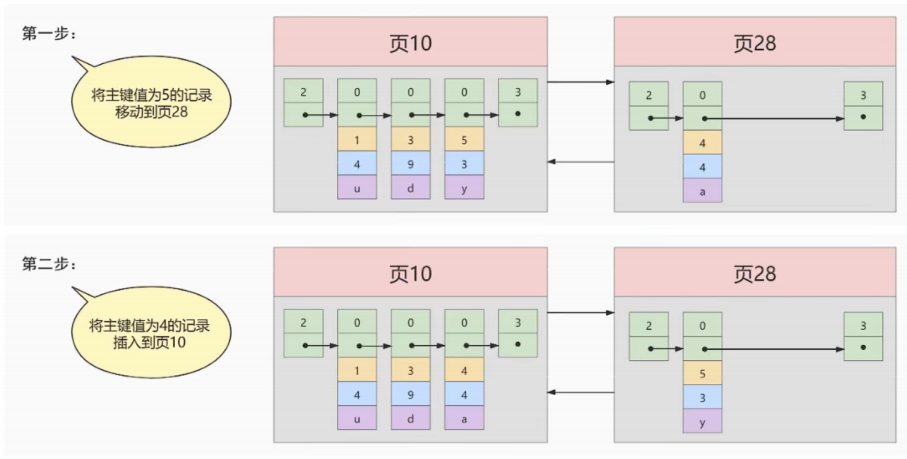 第一步：
将主键值为5的记录
移动到页28
页10
页28
2 0 0 0 3
1 3 5
4 9 3
u d y
2 0 3
4
4
a
第二步：
将主键值为4的记录
插入到页10
页10
页28
2 0 0 0 3
1 3 4
4 9 4
u d a
2 0 3
5
3
y